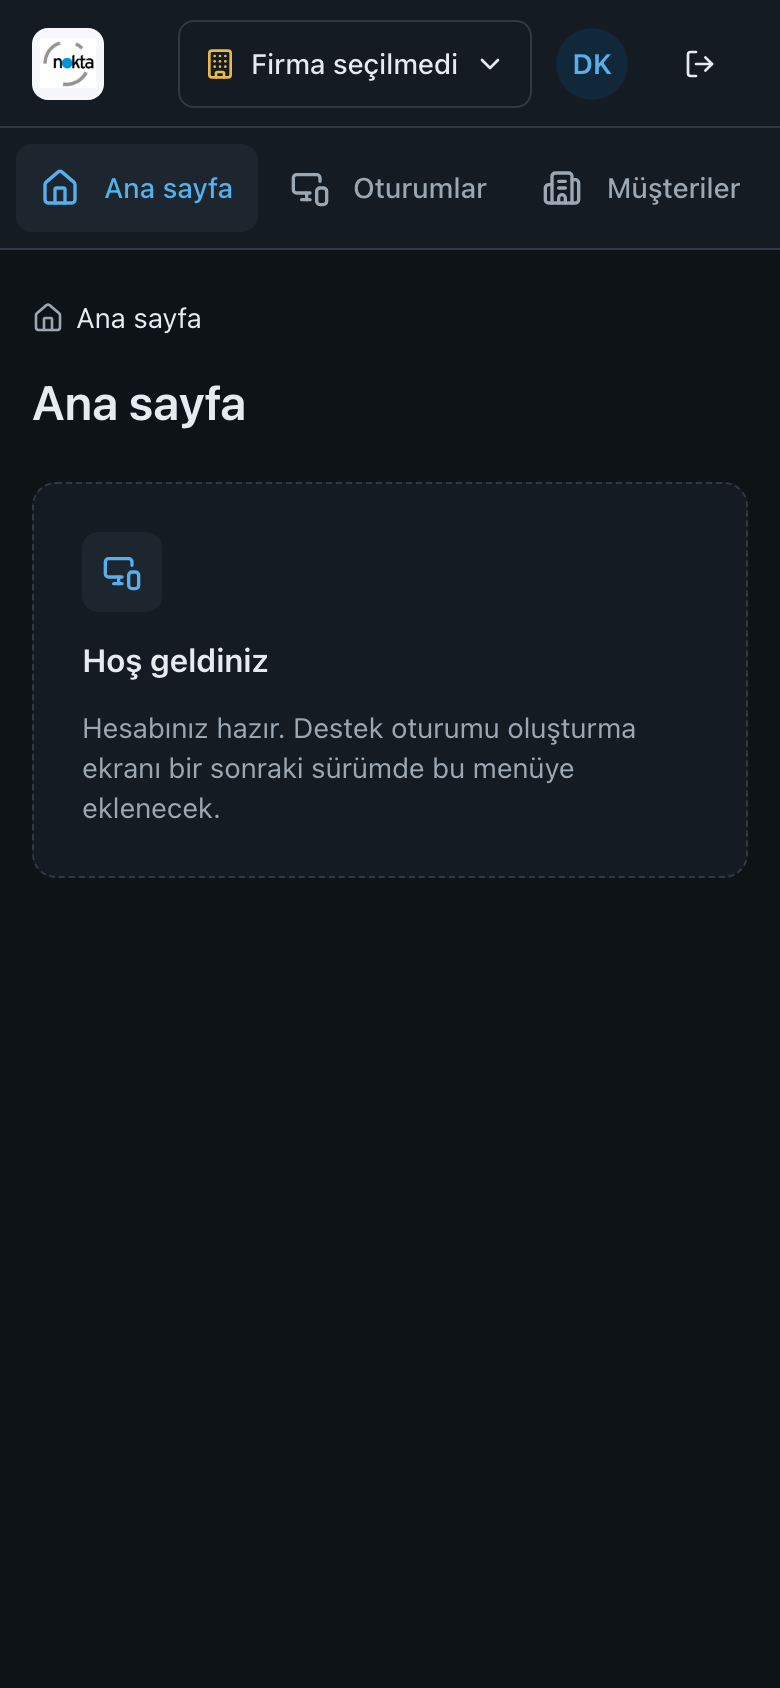 nokta
Firma seçilmedi
DK
Ana sayfa
Oturumlar
Müşteriler
Ana sayfa
Ana sayfa
Hoş geldiniz
Hesabınız hazır. Destek oturumu oluşturma
ekranı bir sonraki sürümde bu menüye
eklenecek.